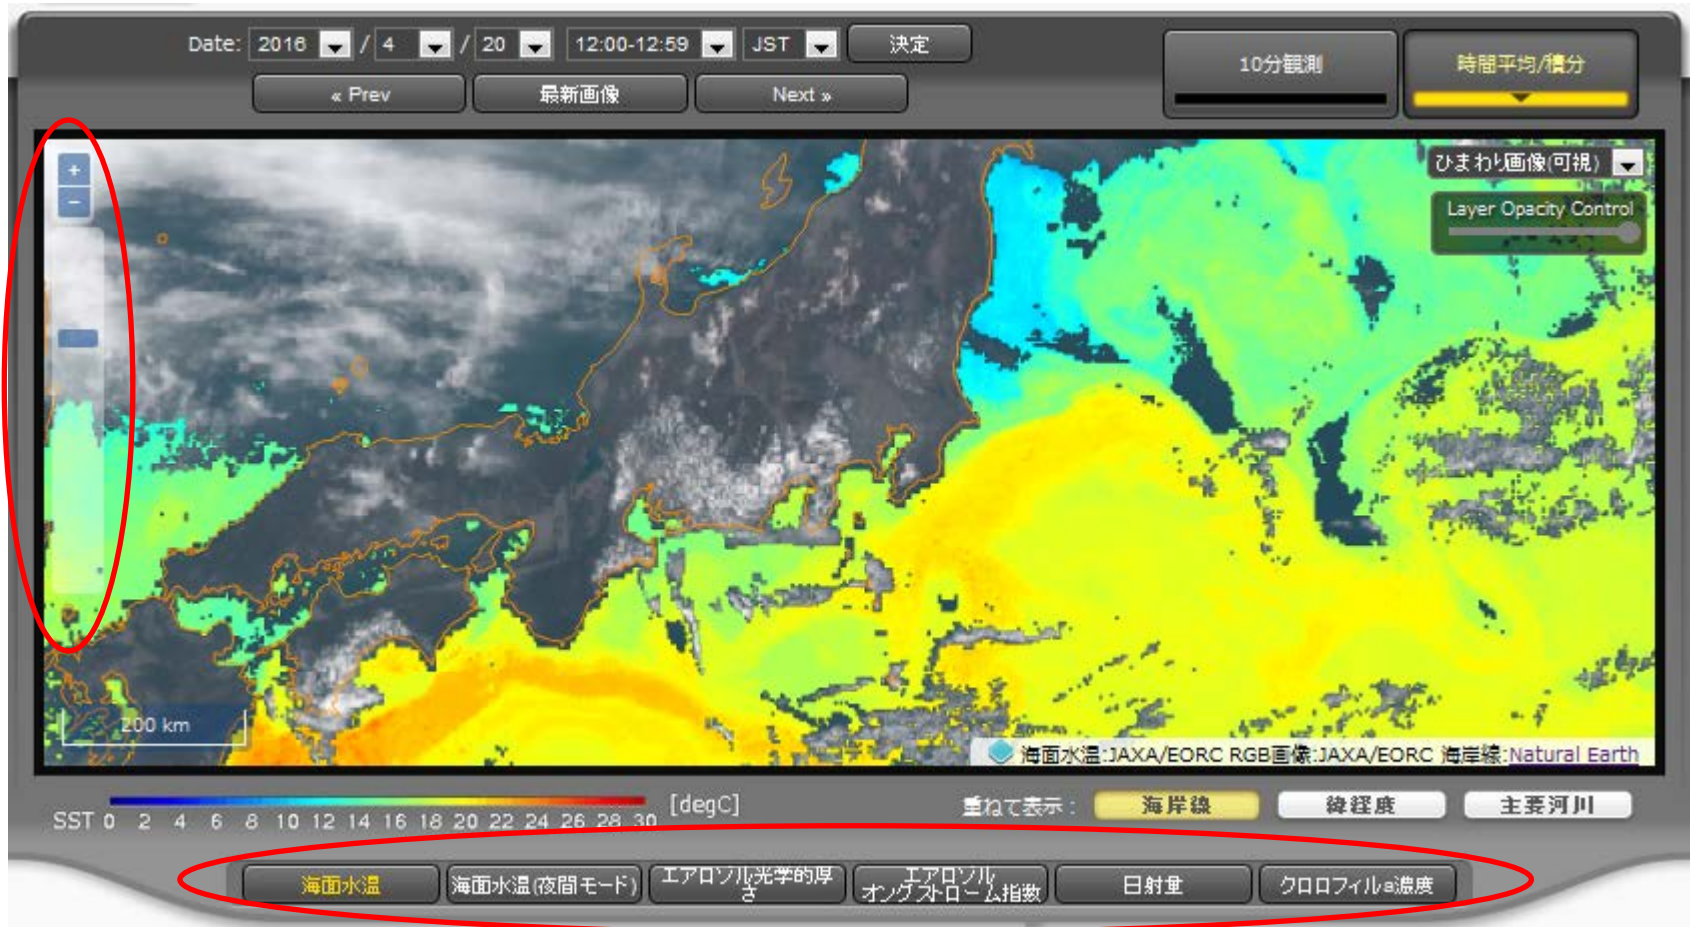 Date: 2016 / 4 / 20 12:00-12:59 JST 決定
« Prev 最新画像 Next »
10分観測 時間平均/積分
+
-
ひまわり画像(可視)
Layer Opacity Control
200 km
海面水温:JAXA/EORC RGB画像:JAXA/EORC 海岸線:Natural Earth
SST 0 2 4 6 8 10 12 14 16 18 20 22 24 26 28 30 [degC]
重ねて表示: 海岸線 緯経度 主要河川
海面水温
海面水温(夜間モード)
エアロゾル光学的厚
さ
エアロゾル
オングストローム指数
日射量
クロロフィルa濃度